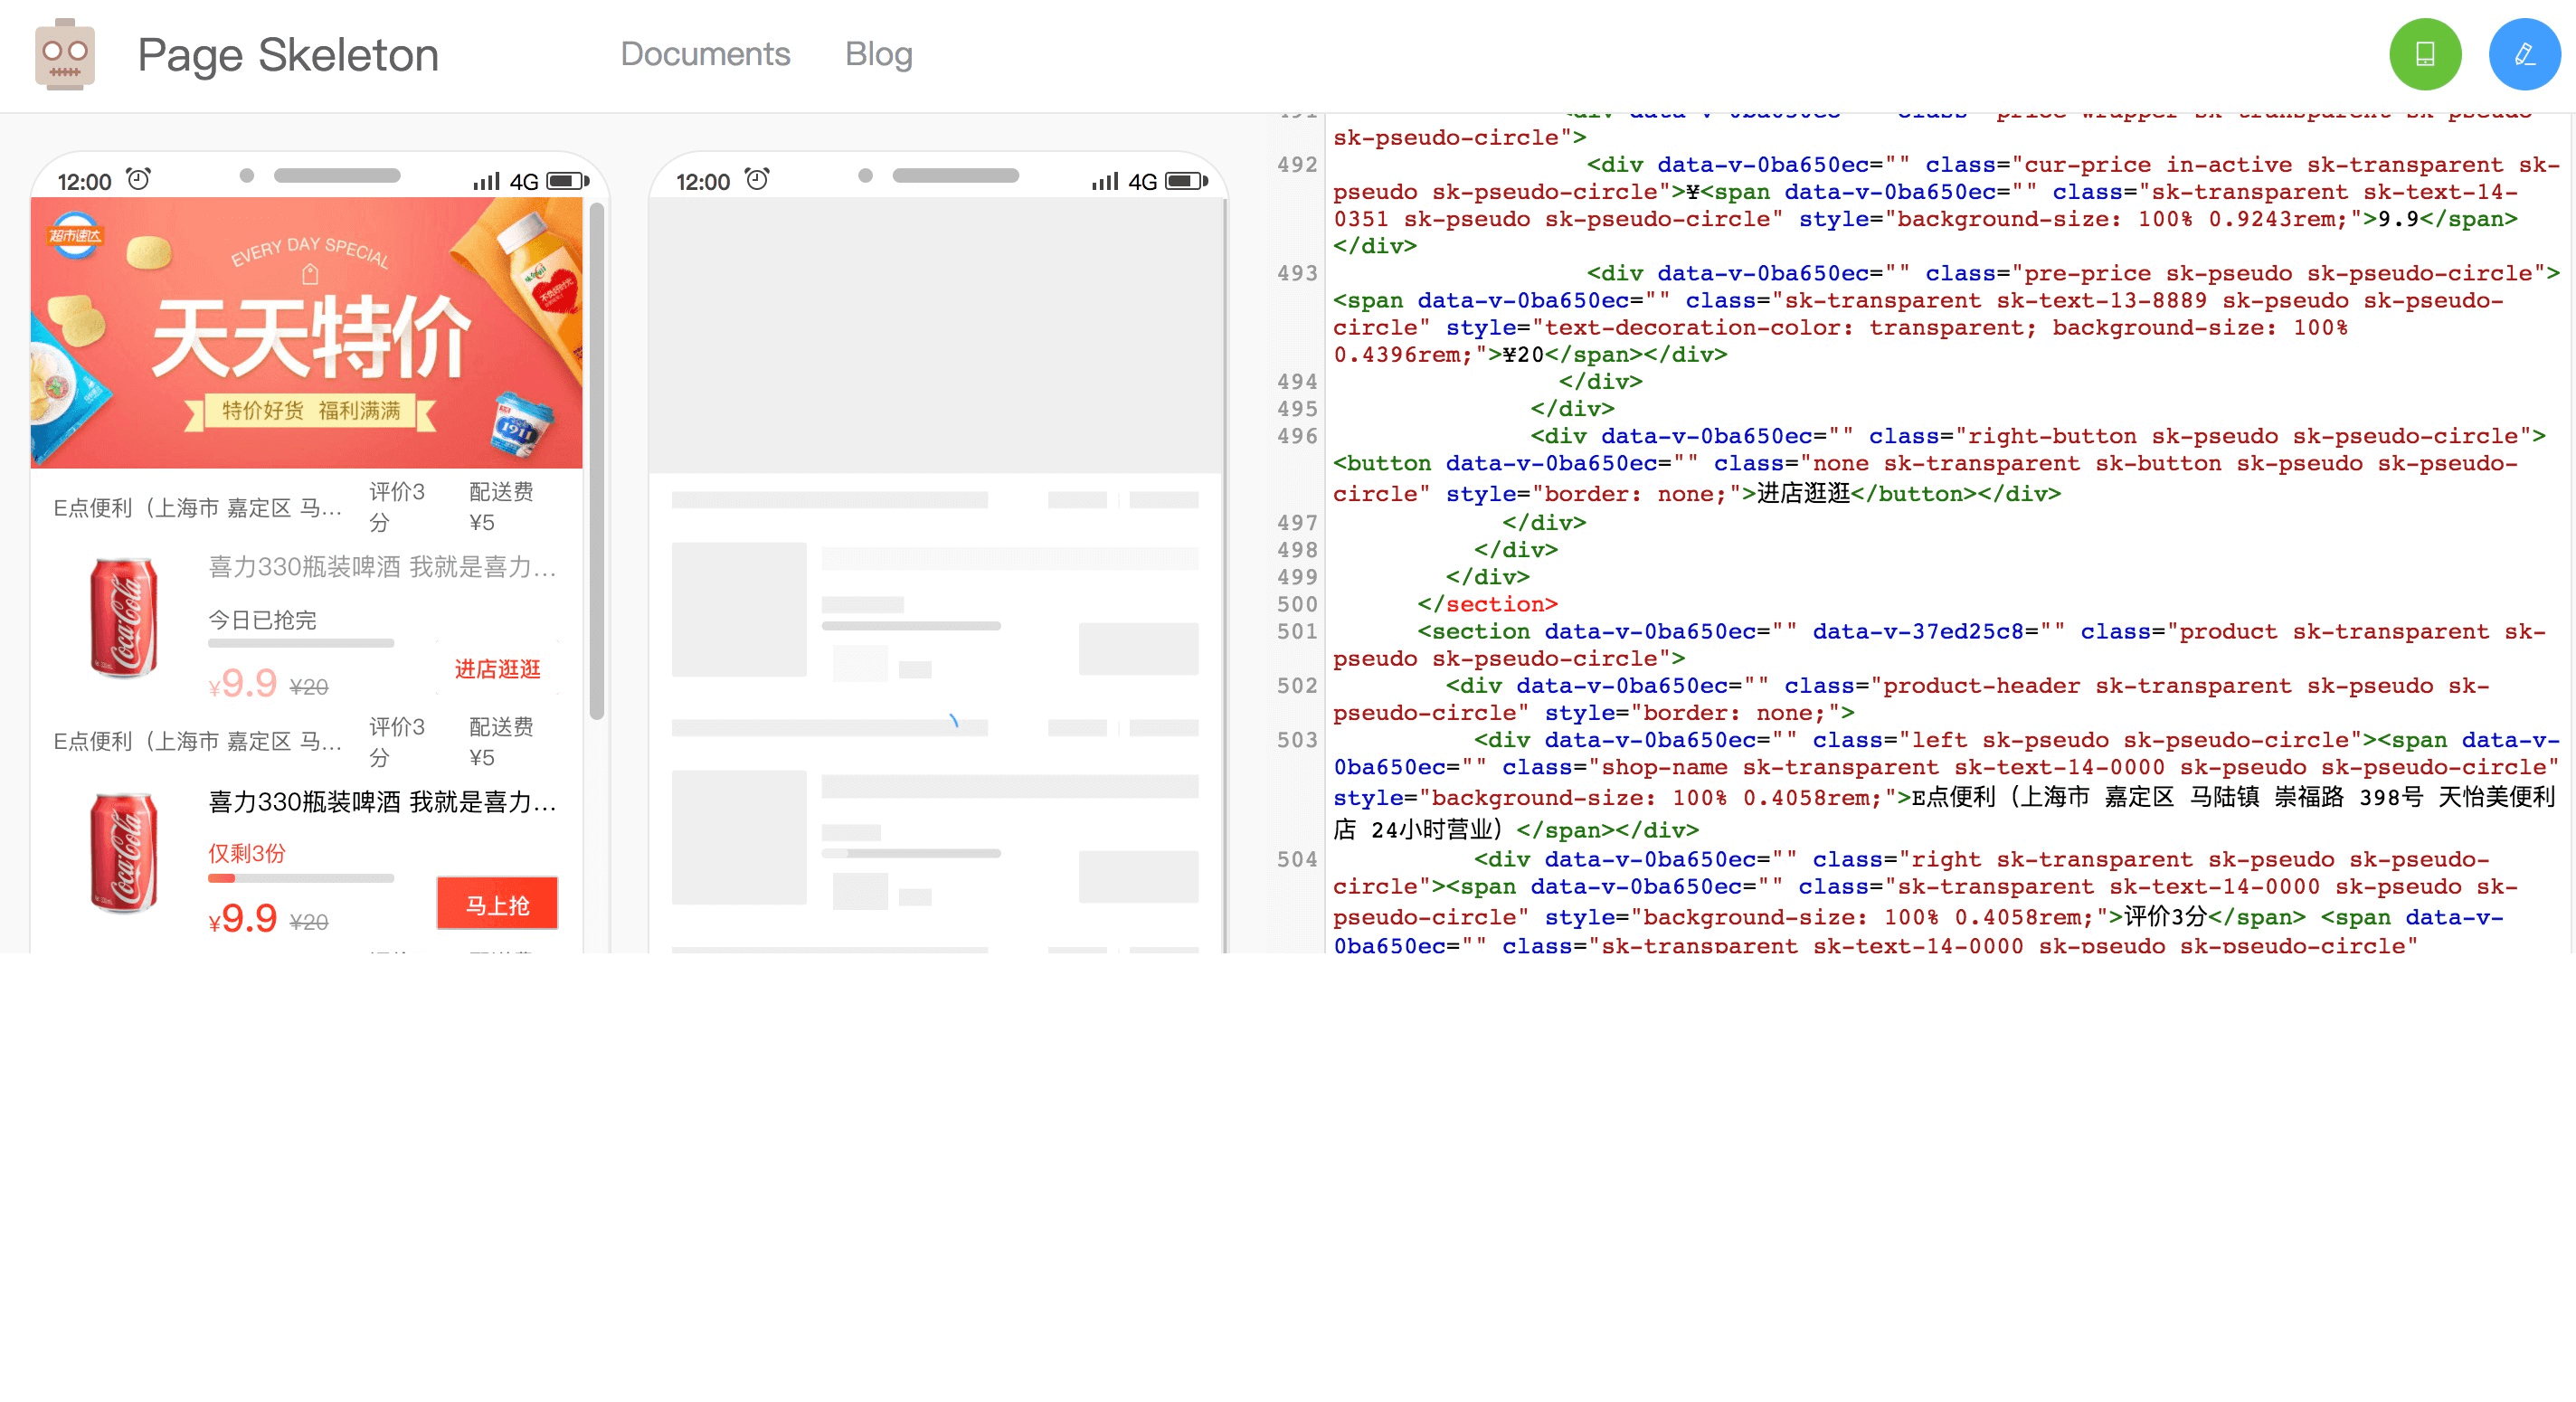 Page Skeleton
Documents
Blog
12:00
4G
超市速达
EVERY DAY SPECIAL
天天特价
特价好货 福利满满
1911
E点便利（上海市 嘉定区 马...
评价3
分
配送费
¥5
喜力330瓶装啤酒 我就是喜力...
Coca-Cola
今日已抢完
进店逛逛
¥9.9 ¥20
E点便利（上海市 嘉定区 马...
评价3
分
配送费
¥5
喜力330瓶装啤酒 我就是喜力...
Coca-Cola
仅剩3份
马上抢
¥9.9 ¥20
12:00
4G
sk-pseudo-circle">
492 <div data-v-0ba650ec="" class="cur-price in-active sk-transparent sk-
pseudo sk-pseudo-circle">¥<span data-v-0ba650ec="" class="sk-transparent sk-text-14-
0351 sk-pseudo sk-pseudo-circle" style="background-size: 100% 0.9243rem;">9.9</span>
</div>
493 <div data-v-0ba650ec="" class="pre-price sk-pseudo sk-pseudo-circle">
<span data-v-0ba650ec="" class="sk-transparent sk-text-13-8889 sk-pseudo sk-pseudo-
circle" style="text-decoration-color: transparent; background-size: 100%
0.4396rem;">¥20</span></div>
494 </div>
495 </div>
496 <div data-v-0ba650ec="" class="right-button sk-pseudo sk-pseudo-circle">
<button data-v-0ba650ec="" class="none sk-transparent sk-button sk-pseudo sk-pseudo-
circle" style="border: none;">进店逛逛</button></div>
497 </div>
498 </div>
499 </div>
500 </section>
501 <section data-v-0ba650ec="" data-v-37ed25c8="" class="product sk-transparent sk-
pseudo sk-pseudo-circle">
502 <div data-v-0ba650ec="" class="product-header sk-transparent sk-pseudo sk-
pseudo-circle" style="border: none;">
503 <div data-v-0ba650ec="" class="left sk-pseudo sk-pseudo-circle"><span data-v-
0ba650ec="" class="shop-name sk-transparent sk-text-14-0000 sk-pseudo sk-pseudo-circle"
style="background-size: 100% 0.4058rem;">E点便利（上海市 嘉定区 马陆镇 崇福路 398号 天怡美便利
店 24小时营业）</span></div>
504 <div data-v-0ba650ec="" class="right sk-transparent sk-pseudo sk-pseudo-
circle"><span data-v-0ba650ec="" class="sk-transparent sk-text-14-0000 sk-pseudo sk-
pseudo-circle" style="background-size: 100% 0.4058rem;">评价3分</span> <span data-v-
0ba650ec="" class="sk-transparent sk-text-14-0000 sk-pseudo sk-pseudo-circle"